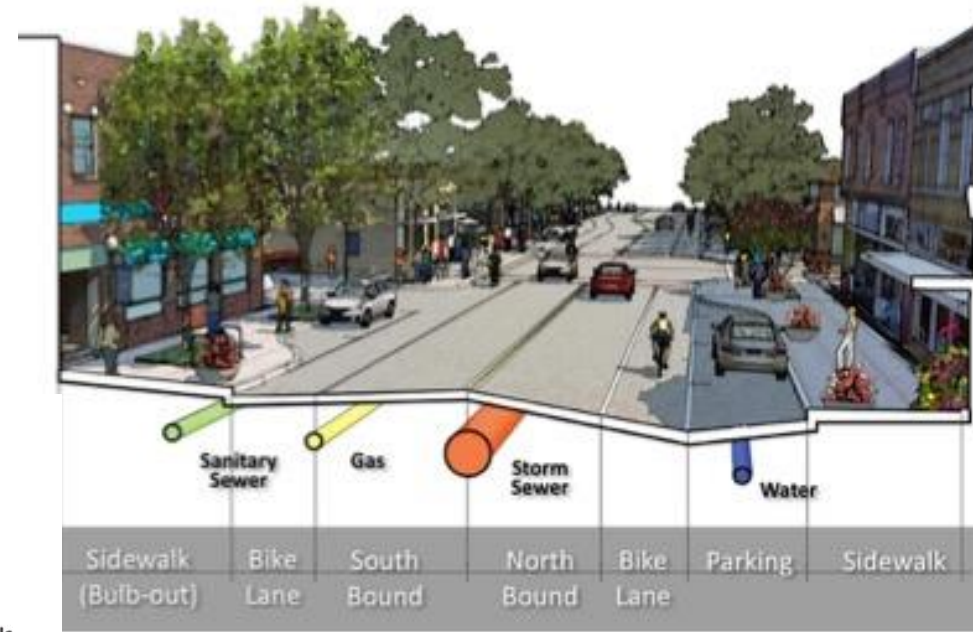 Sanitary
Sewer
Gas
Storm
Sewer
Water
Sidewalk
(Bulb-out)
Bike
Lane
South
Bound
North
Bound
Bike
Lane
Parking
Sidewalk